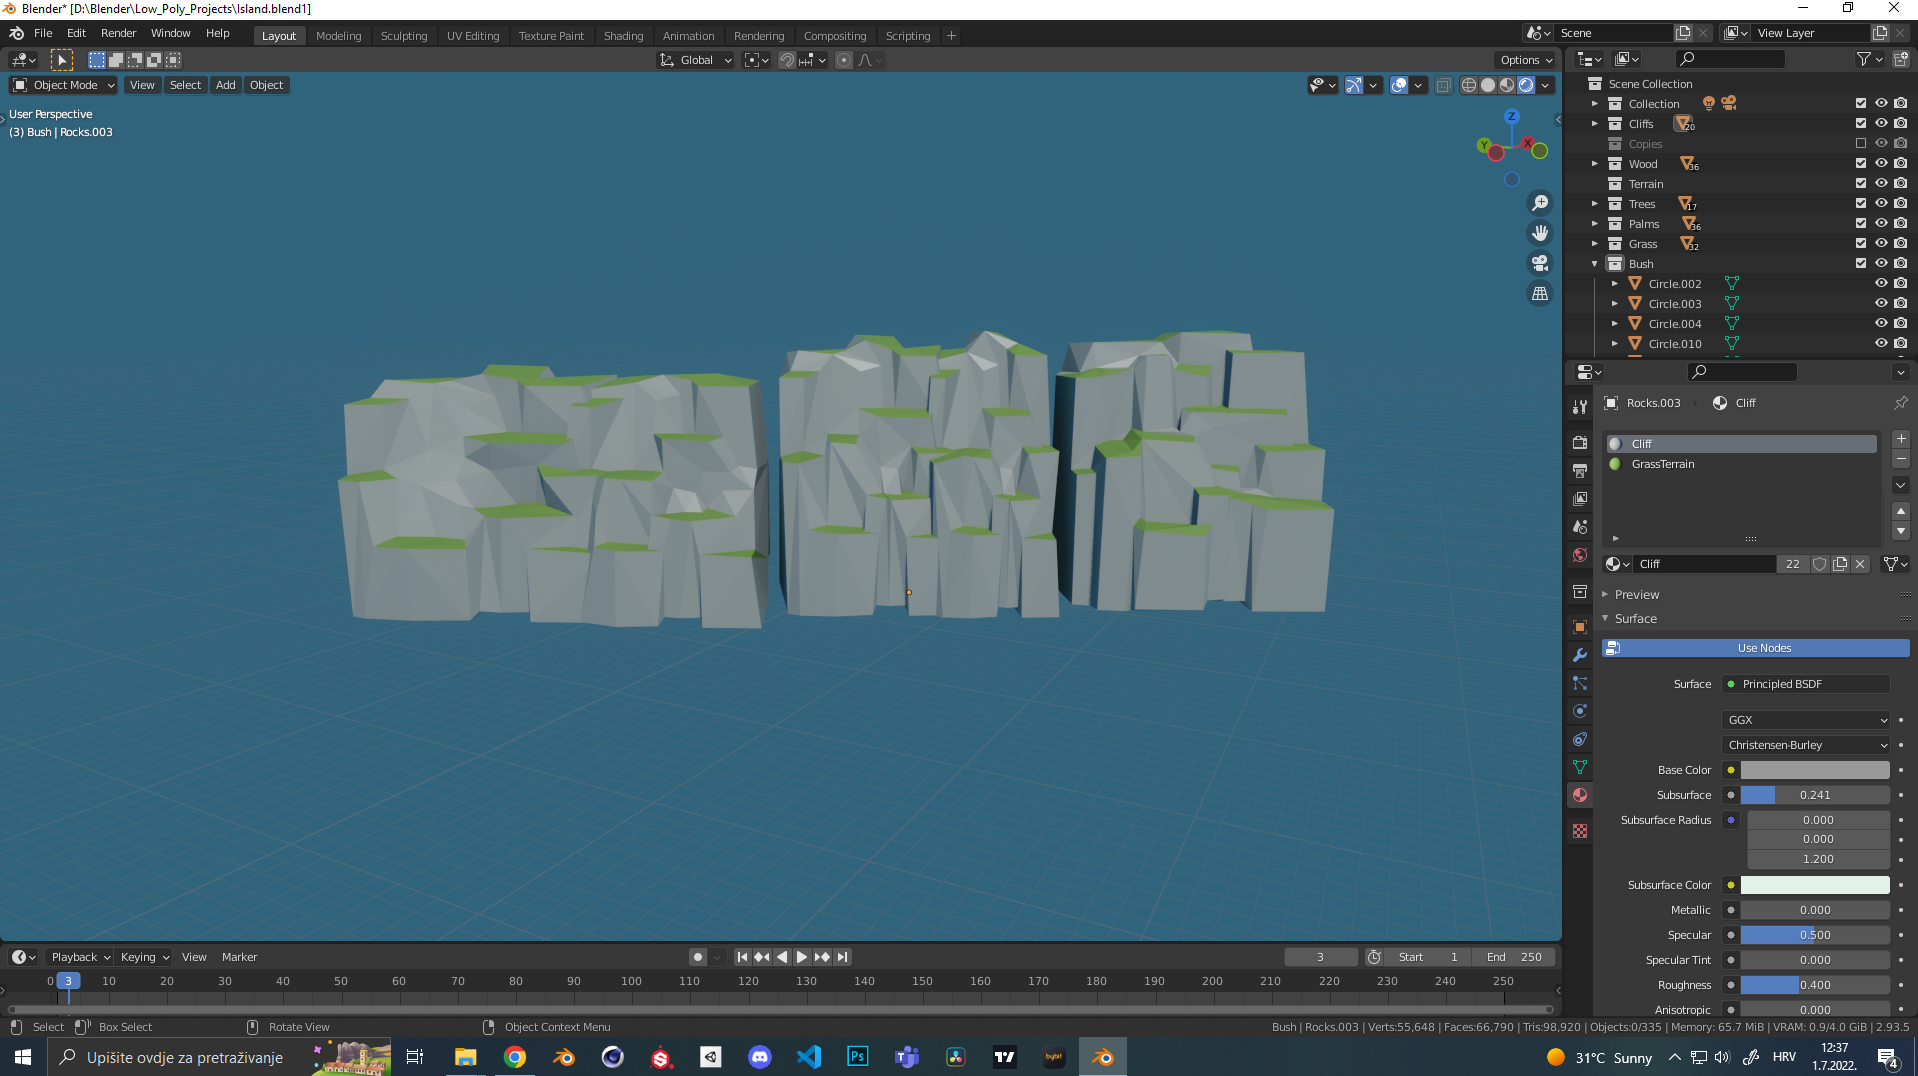 Blender* [D:\Blender\Low_Poly_Projects\Island.blend1]
File Edit Render Window Help Layout Modeling Sculpting UV Editing Texture Paint Shading Animation Rendering Compositing Scripting + Scene View Layer
Global Options
Object Mode View Select Add Object
User Perspective
(3) Bush | Rocks.003
Z
Y X
Scene Collection
Collection
Cliffs 20
Copies
Wood 36
Terrain
Trees 17
Palms 36
Grass 32
Bush
Circle.002
Circle.003
Circle.004
Circle.010
Rocks.003 Cliff
Cliff
GrassTerrain
Cliff 22
Preview
Surface
Use Nodes
Surface Principled BSDF
GGX
Christensen-Burley
Base Color
Subsurface 0.241
Subsurface Radius 0.000
0.000
1.200
Subsurface Color
Metallic 0.000
Specular 0.500
Specular Tint 0.000
Roughness 0.400
Anisotropic 0.000
Playback Keying View Marker 3 Start 1 End 250
0 3 10 20 30 40 50 60 70 80 90 100 110 120 130 140 150 160 170 180 190 200 210 220 230 240 250
Select Box Select Rotate View Object Context Menu Bush | Rocks.003 | Verts:55,648 | Faces:66,790 | Tris:98,920 | Objects:0/335 | Memory: 65.7 MiB | VRAM: 0.9/4.0 GiB | 2.93.5
Upišite ovdje za pretraživanje Ps bybit 31°C Sunny HRV 12:37
1.7.2022. 4